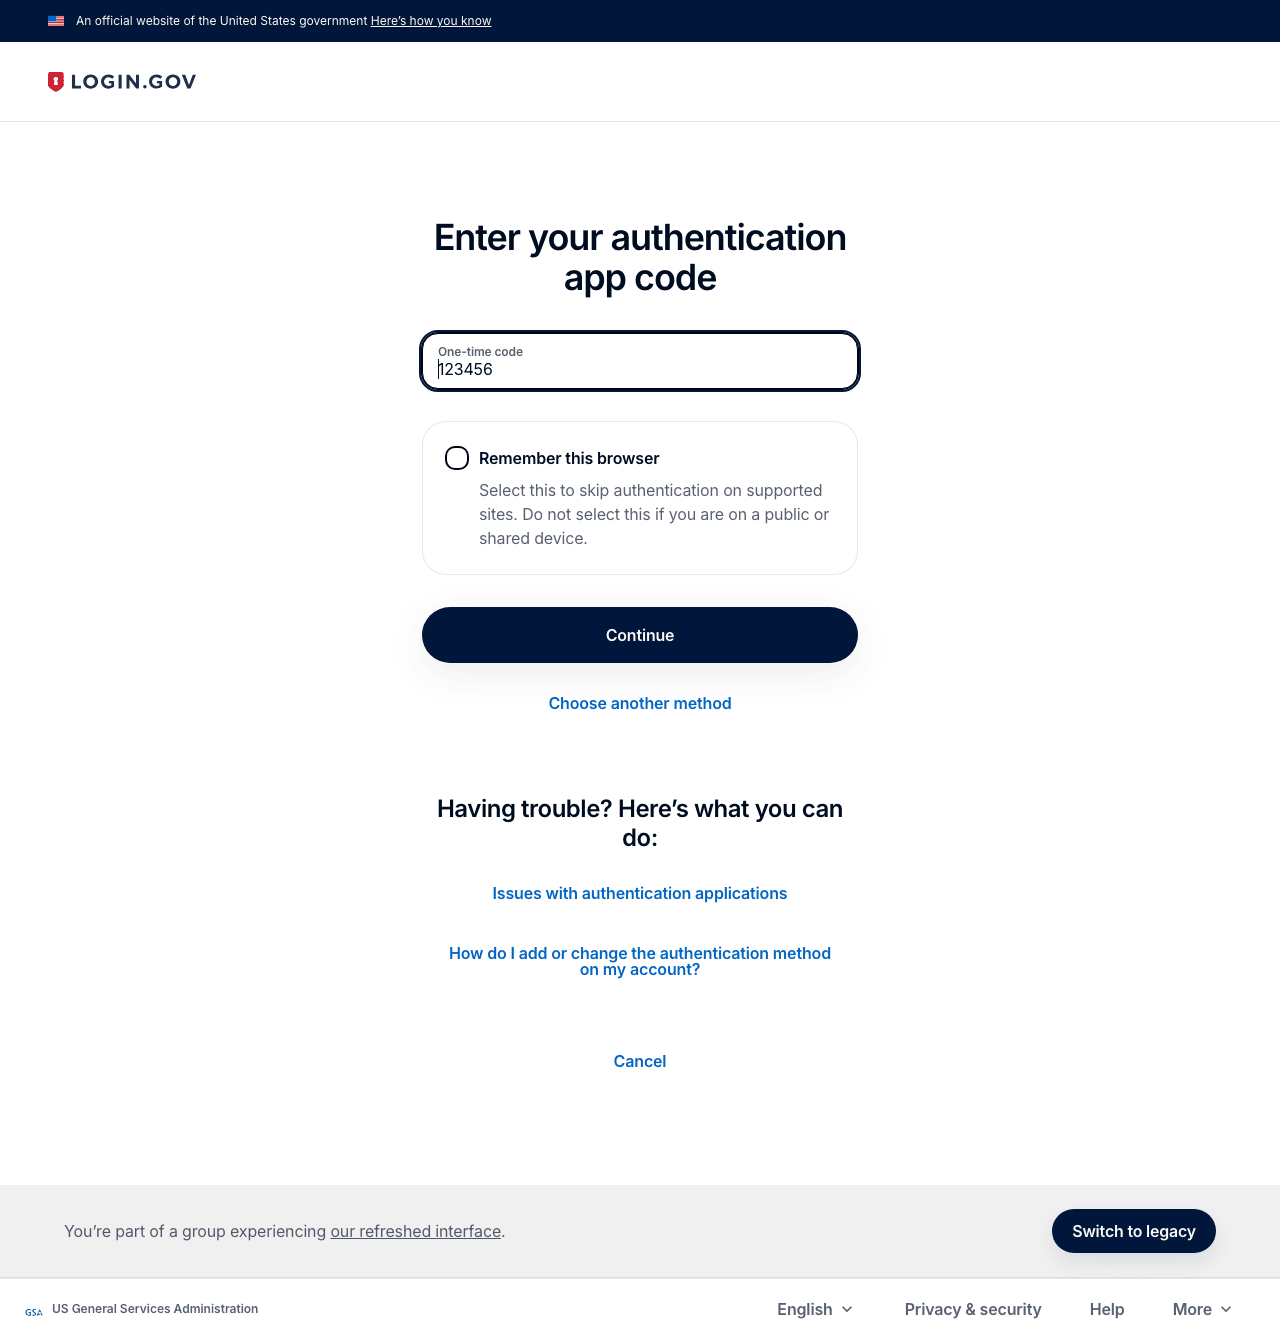 An official website of the United States government Here’s how you know
LOGIN.GOV
Enter your authentication
app code
One-time code
123456
Remember this browser
Select this to skip authentication on supported
sites. Do not select this if you are on a public or
shared device.
Continue
Choose another method
Having trouble? Here’s what you can
do:
Issues with authentication applications
How do I add or change the authentication method
on my account?
Cancel
You’re part of a group experiencing our refreshed interface.
Switch to legacy
GSA US General Services Administration
English
Privacy & security
Help
More